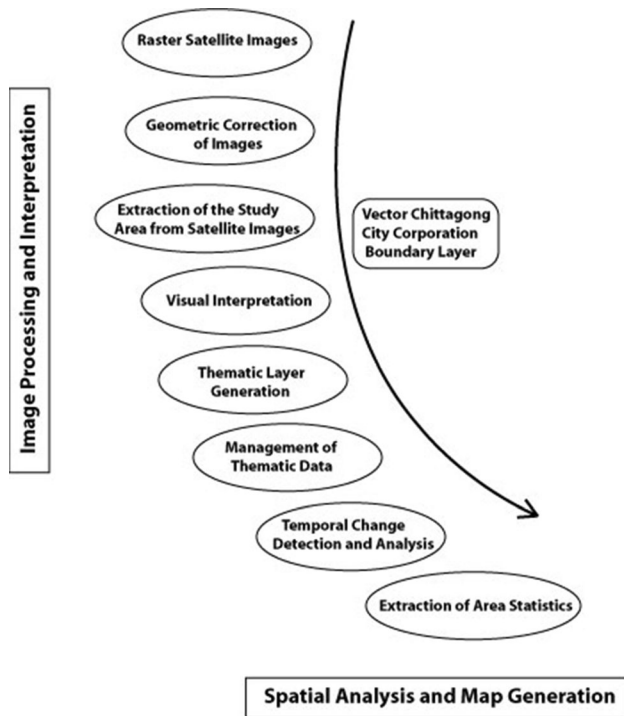 Image Processing and Interpretation
Raster Satellite Images
Geometric Correction
of Images
Extraction of the Study
Area from Satellite Images
Vector Chittagong
City Corporation
Boundary Layer
Visual Interpretation
Thematic Layer
Generation
Management of
Thematic Data
Temporal Change
Detection and Analysis
Extraction of Area Statistics
Spatial Analysis and Map Generation